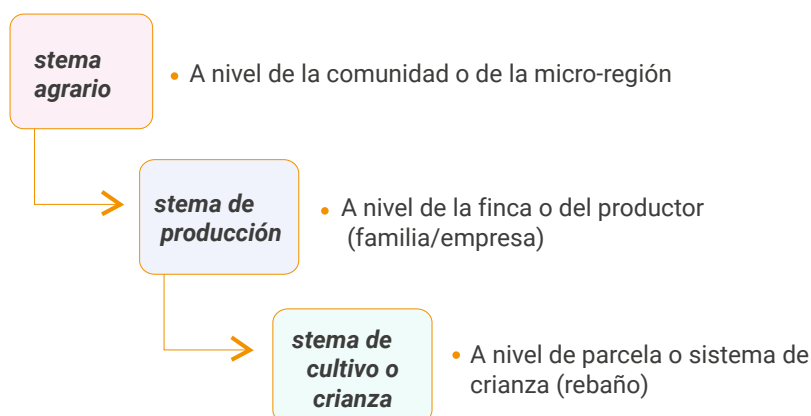 stema
agrario
• A nivel de la comunidad o de la micro-región
stema de
producción
• A nivel de la finca o del productor
(familia/empresa)
stema de
cultivo o
crianza
• A nivel de parcela o sistema de
crianza (rebaño)